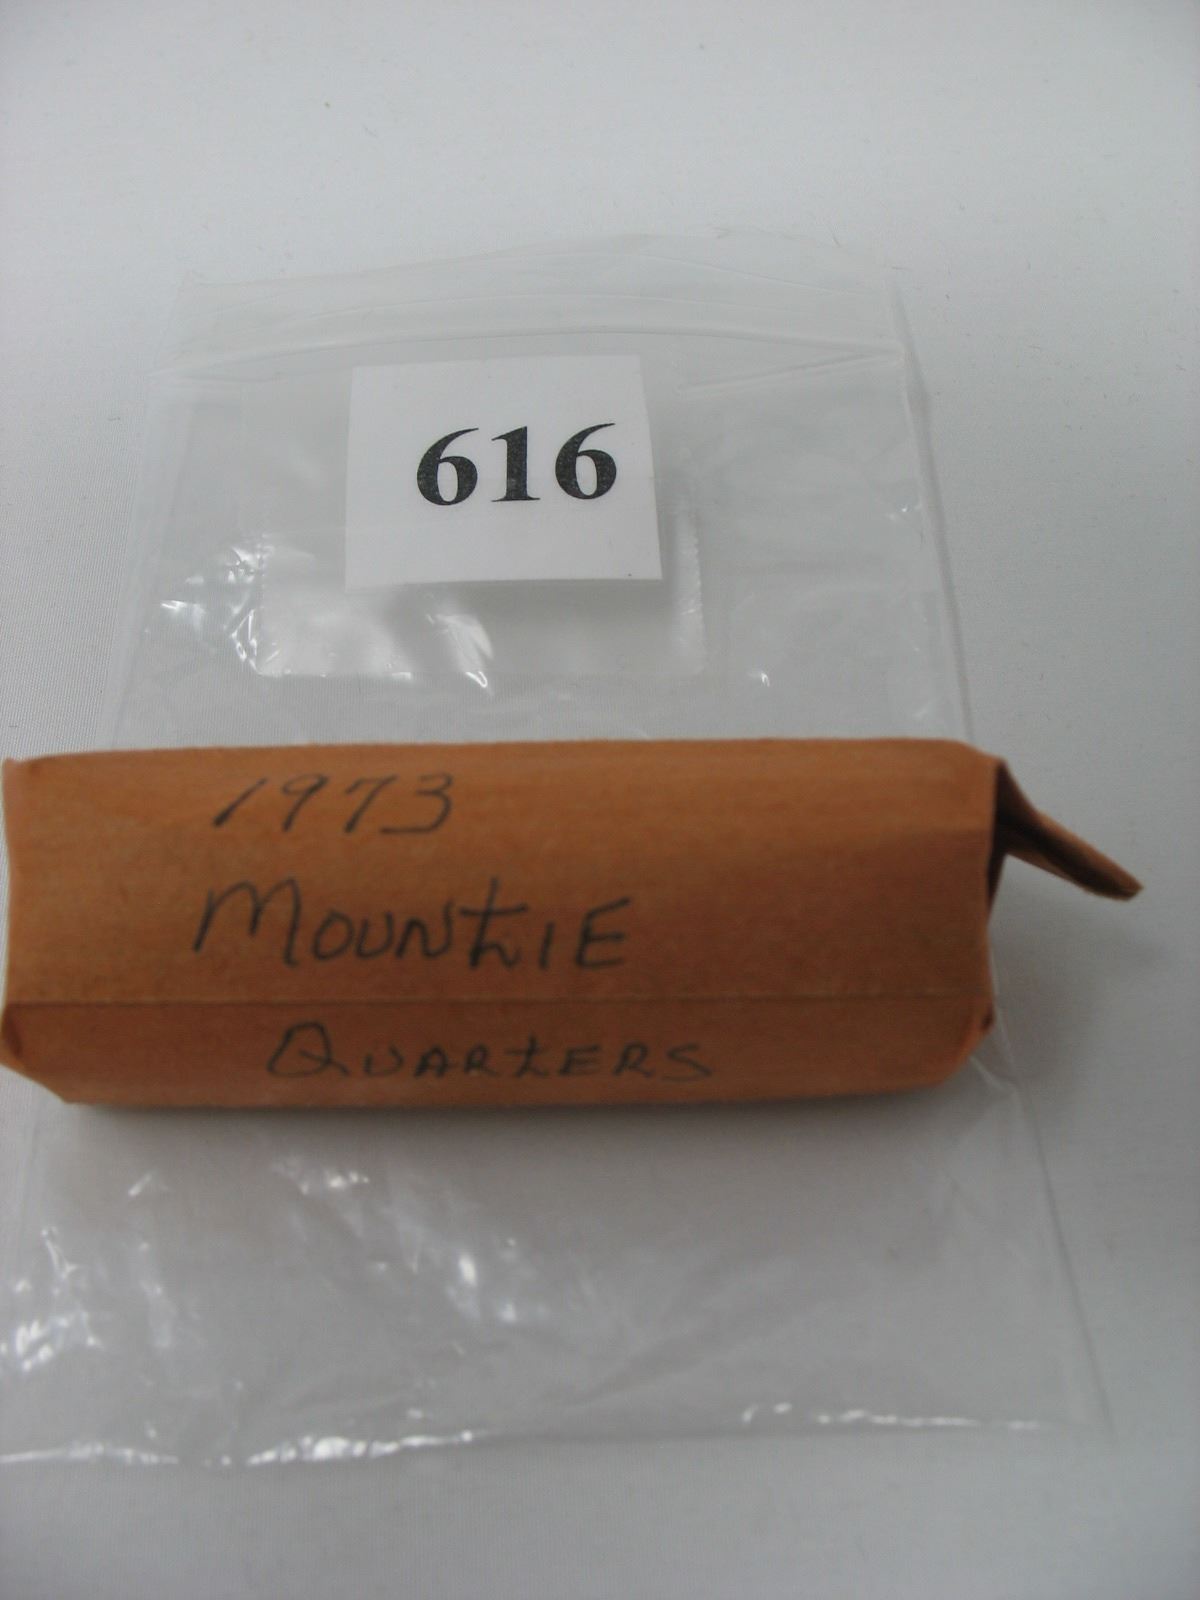 616
1973
MOUNtIE
QUARtERS